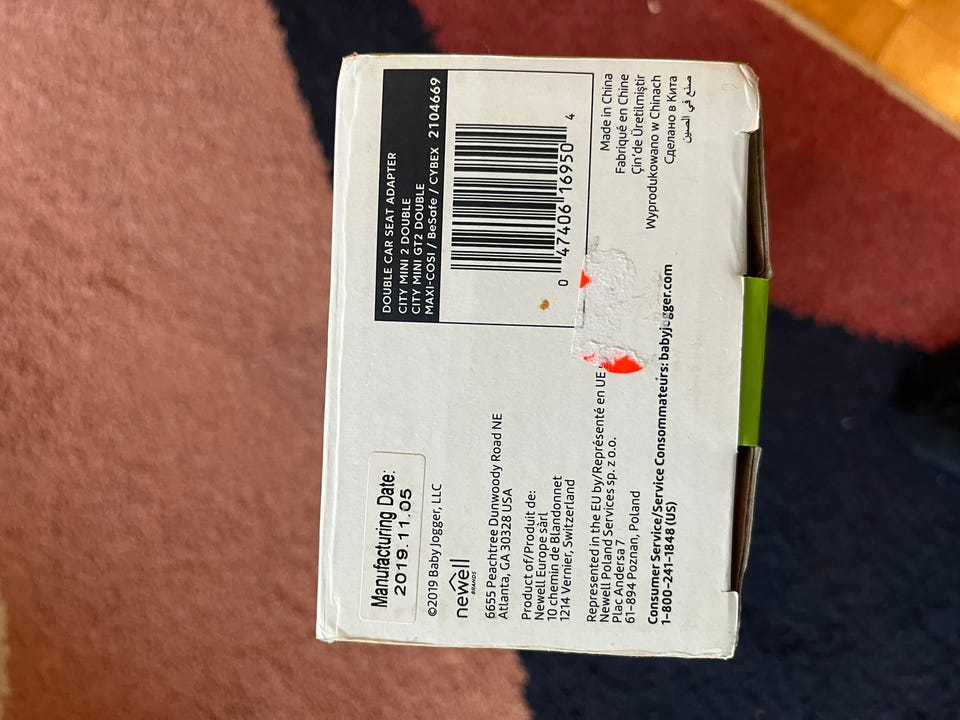 Manufacturing Date:
2019.11.05
©2019 Baby Jogger, LLC
newell
BRANDS
6655 Peachtree Dunwoody Road NE
Atlanta, GA 30328 USA
Product of/Produit de:
Newell Europe sàrl
10 chemin de Blandonnet
1214 Vernier, Switzerland
Represented in the EU by/Représenté en UE
Newell Poland Services sp. z o.o.
Plac Andersa 7
61-894 Poznan, Poland
Consumer Service/Service Consommateurs: babyjogger.com
1-800-241-1848 (US)
DOUBLE CAR SEAT ADAPTER
CITY MINI 2 DOUBLE
CITY MINI GT2 DOUBLE
MAXI-COSI / BeSafe / CYBEX 2104669
0 47406 16950 4
Made in China
Fabriqué en Chine
Çin'de Üretilmiştir
Wyprodukowano w Chinach
Сделано в Кита
صنع في الصين